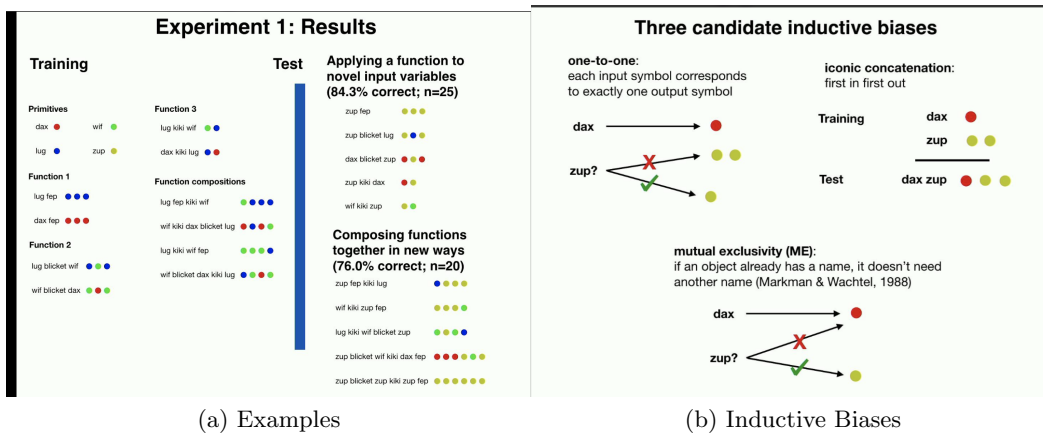 Experiment 1: Results
Training
Test
Primitives
dax
wif
lug
zup
Function 1
lug fep
dax fep
Function 2
lug blicket wif
wif blicket dax
Function 3
lug kiki wif
dax kiki lug
Function compositions
lug fep kiki wif
wif kiki dax blicket lug
lug kiki wif fep
wif blicket dax kiki lug
Applying a function to
novel input variables
(84.3% correct; n=25)
zup fep
zup blicket lug
dax blicket zup
zup kiki dax
wif kiki zup
Composing functions
together in new ways
(76.0% correct; n=20)
zup fep kiki lug
wif kiki zup fep
lug kiki wif blicket zup
zup blicket wif kiki dax fep
zup blicket zup kiki zup fep
(a) Examples
Three candidate inductive biases
one-to-one:
each input symbol corresponds
to exactly one output symbol
dax
zup?
iconic concatenation:
first in first out
Training
dax
zup
Test
dax zup
mutual exclusivity (ME):
if an object already has a name, it doesn't need
another name (Markman & Wachtel, 1988)
dax
zup?
(b) Inductive Biases